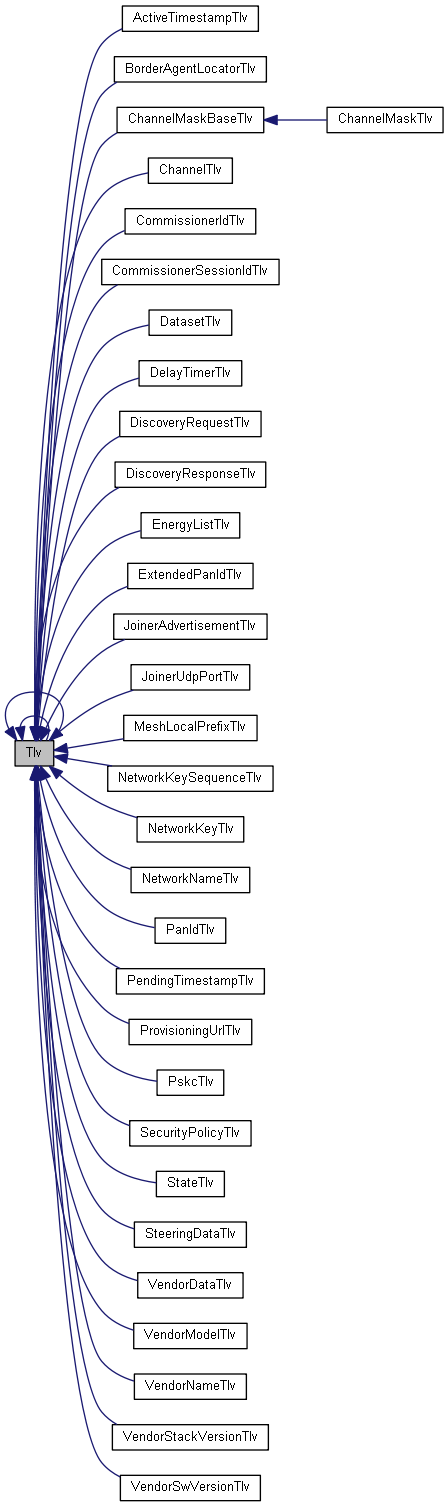 ActiveTimestampTlv
BorderAgentLocatorTlv
ChannelMaskBaseTlv
ChannelMaskTlv
ChannelTlv
CommissionerIdTlv
CommissionerSessionIdTlv
DatasetTlv
DelayTimerTlv
DiscoveryRequestTlv
DiscoveryResponseTlv
EnergyListTlv
ExtendedPanIdTlv
JoinerAdvertisementTlv
JoinerUdpPortTlv
MeshLocalPrefixTlv
Tlv
NetworkKeySequenceTlv
NetworkKeyTlv
NetworkNameTlv
PanIdTlv
PendingTimestampTlv
ProvisioningUrlTlv
PskcTlv
SecurityPolicyTlv
StateTlv
SteeringDataTlv
VendorDataTlv
VendorModelTlv
VendorNameTlv
VendorStackVersionTlv
VendorSwVersionTlv